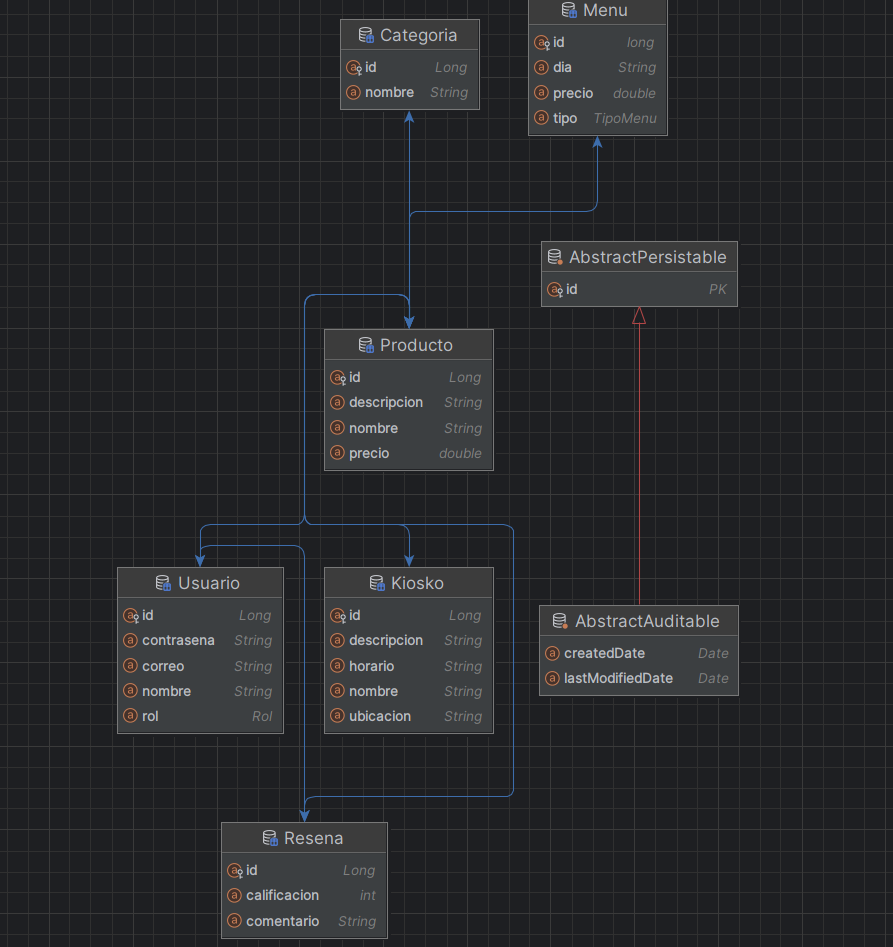 Menu
id long
dia String
precio double
tipo TipoMenu
Categoria
id Long
nombre String
AbstractPersistable
id PK
Producto
id Long
descripcion String
nombre String
precio double
Usuario
id Long
contrasena String
correo String
nombre String
rol Rol
Kiosko
id Long
descripcion String
horario String
nombre String
ubicacion String
AbstractAuditable
createdDate Date
lastModifiedDate Date
Resena
id Long
calificacion int
comentario String